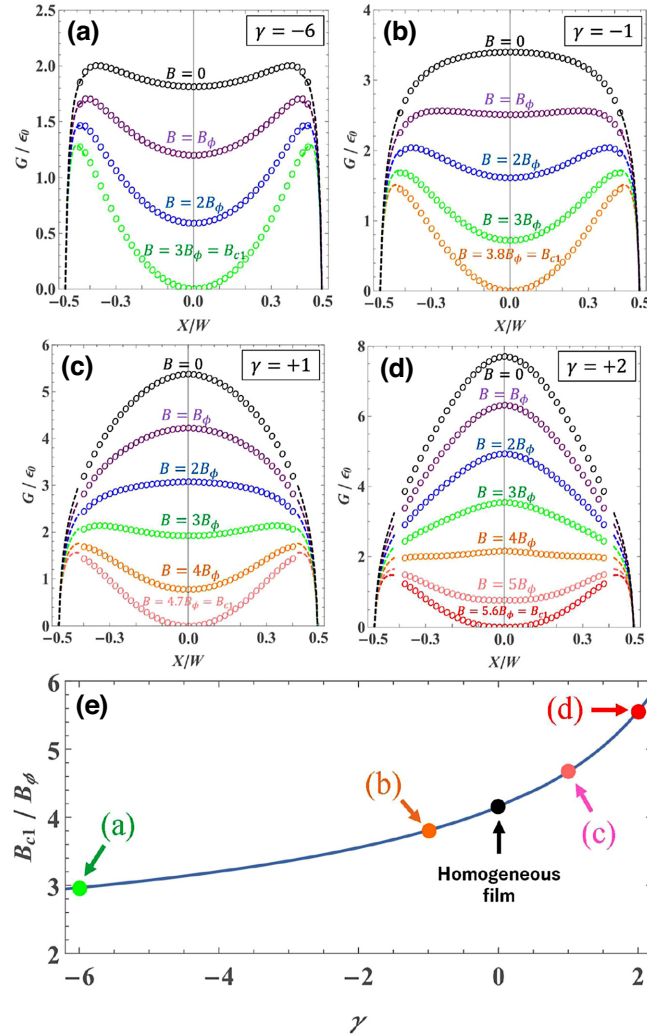 (a)
γ = −6
G / ϵ0
2.0
1.5
1.0
0.5
0.0
B = 0
B = Bϕ
B = 2Bϕ
B = 3Bϕ = Bc1
−0.5
−0.3
0.0
0.3
0.5
X/W
(b)
γ = −1
G / ϵ0
4
3
2
1
0
B = 0
B = Bϕ
B = 2Bϕ
B = 3Bϕ
B = 3.8Bϕ = Bc1
−0.5
−0.3
0.0
0.3
0.5
X/W
(c)
γ = +1
G / ϵ0
6
5
4
3
2
1
0
B = 0
B = Bϕ
B = 2Bϕ
B = 3Bϕ
B = 4Bϕ
B = 4.7Bϕ = Bc1
−0.5
−0.3
0.0
0.3
0.5
X/W
(d)
γ = +2
G / ϵ0
8
6
4
2
0
B = 0
B = Bϕ
B = 2Bϕ
B = 3Bϕ
B = 4Bϕ
B = 5Bϕ
B = 5.6Bϕ = Bc1
−0.5
−0.3
0.0
0.3
0.5
X/W
(e)
Bc1 / Bϕ
6
5
4
3
2
(a)
(b)
(c)
(d)
Homogeneous
film
−6
−4
−2
0
2
γ